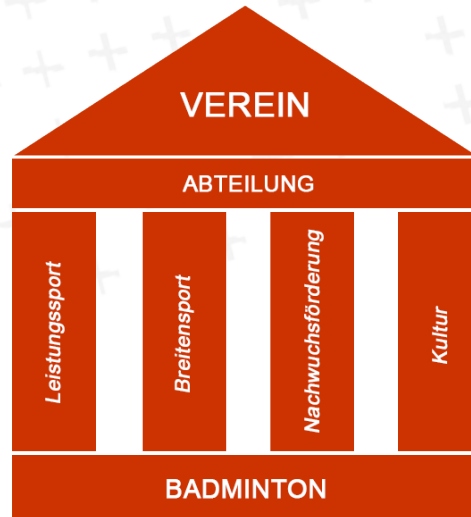 VEREIN
ABTEILUNG
Leistungssport
Breitensport
Nachwuchsförderung
Kultur
BADMINTON